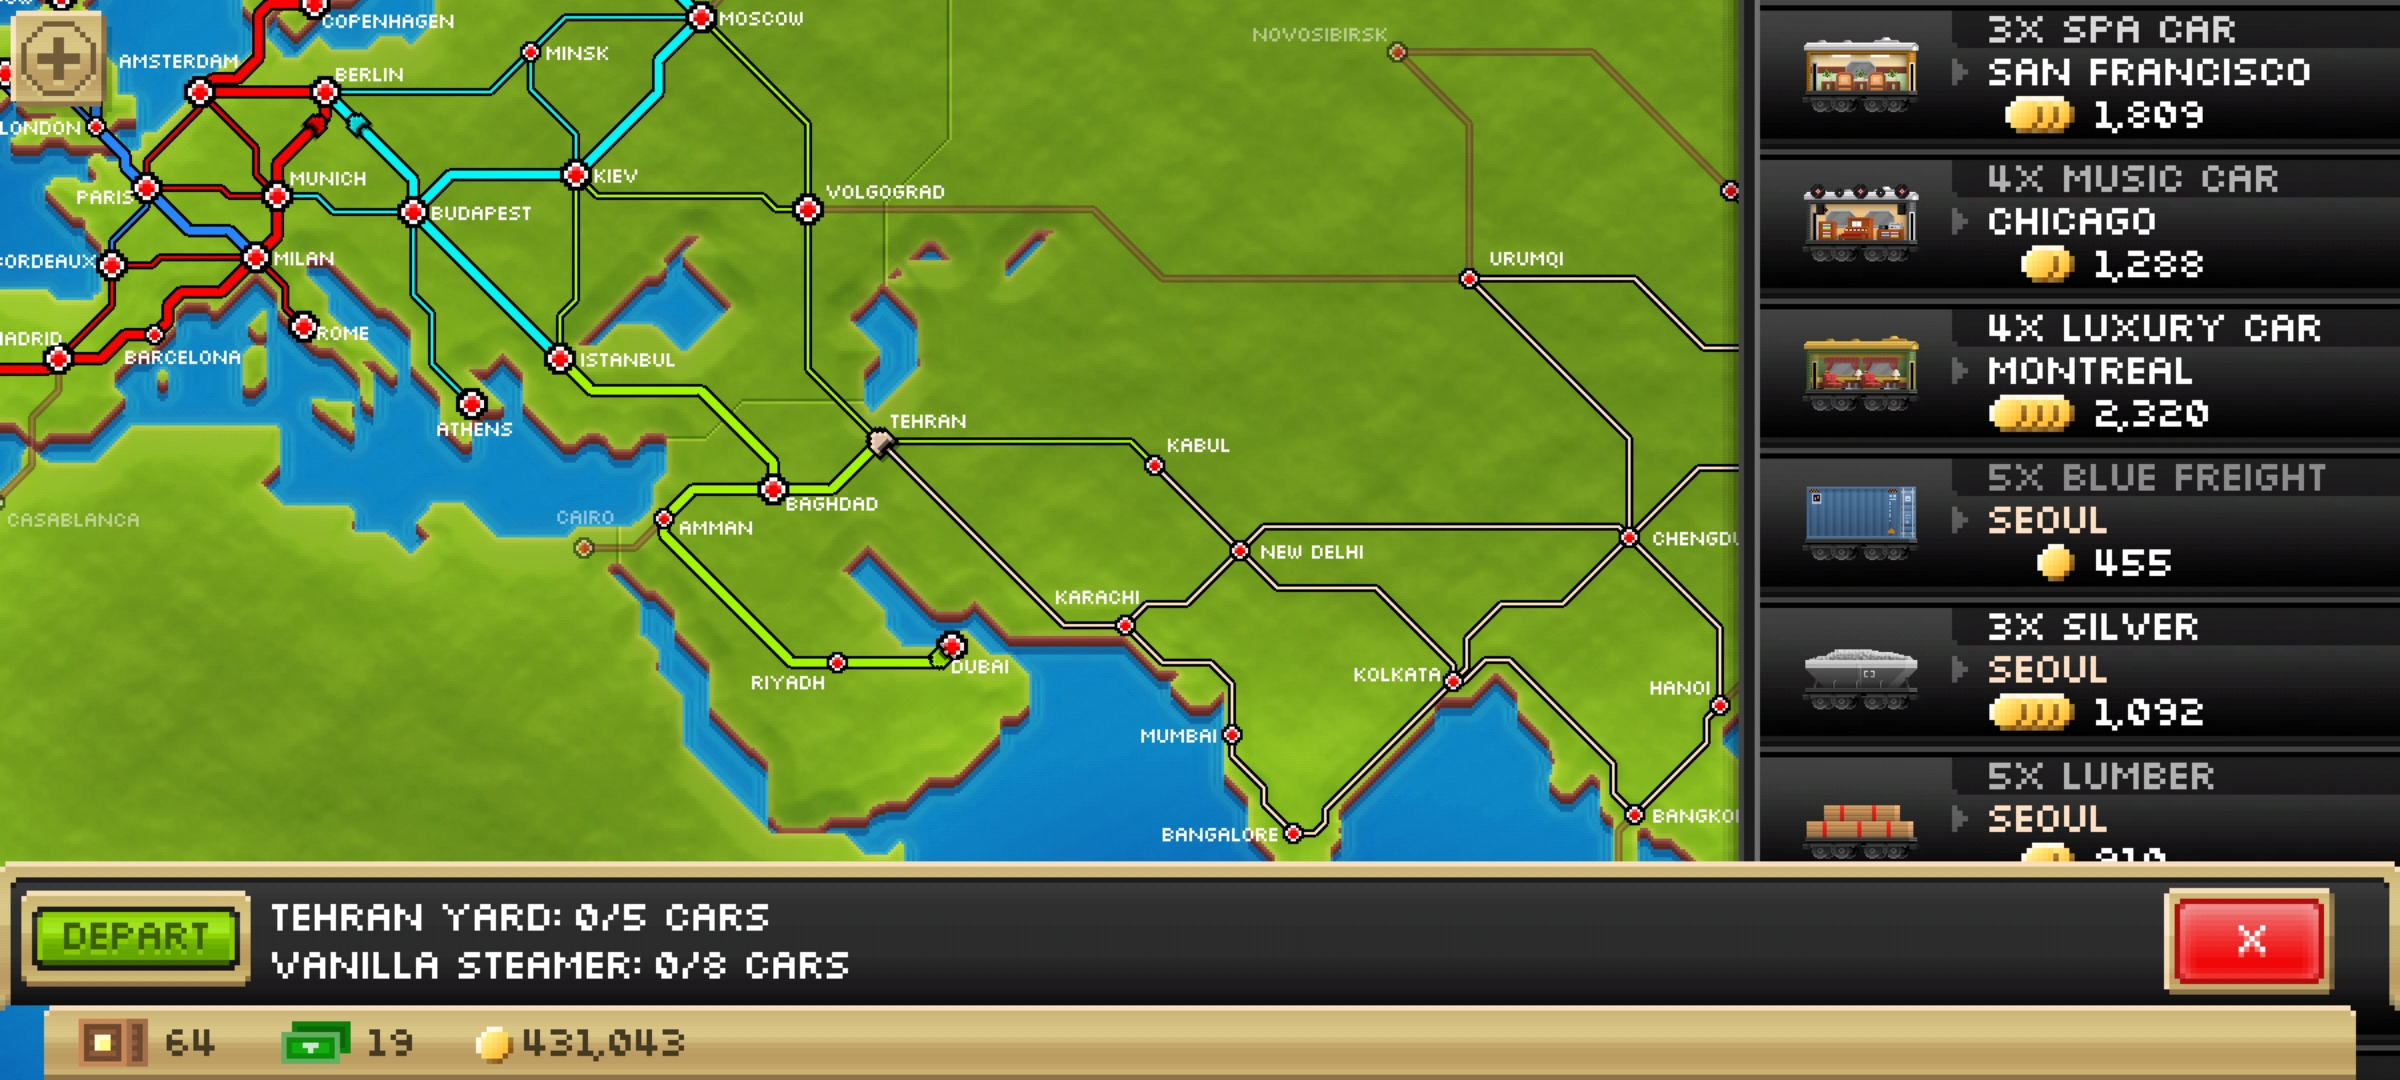 COPENHAGEN
MOSCOW
NOVOSIBIRSK
AMSTERDAM
MINSK
BERLIN
LONDON
MUNICH
KIEV
PARIS
VOLGOGRAD
BUDAPEST
ORDEAUX
MILAN
URUMQI
ADRID
ROME
BARCELONA
ISTANBUL
ATHENS
TEHRAN
KABUL
BAGHDAD
CASABLANCA
CAIRO
AMMAN
NEW DELHI
CHENGDU
KARACHI
DUBAI
RIYADH
KOLKATA
HANOI
MUMBAI
BANGKO
BANGALORE
3X SPA CAR
SAN FRANCISCO
1,809
4X MUSIC CAR
CHICAGO
1,288
4X LUXURY CAR
MONTREAL
2,320
5X BLUE FREIGHT
SEOUL
455
3X SILVER
SEOUL
1,092
5X LUMBER
SEOUL
DEPART
TEHRAN YARD: 0/5 CARS
VANILLA STEAMER: 0/8 CARS
X
64
19
431,043